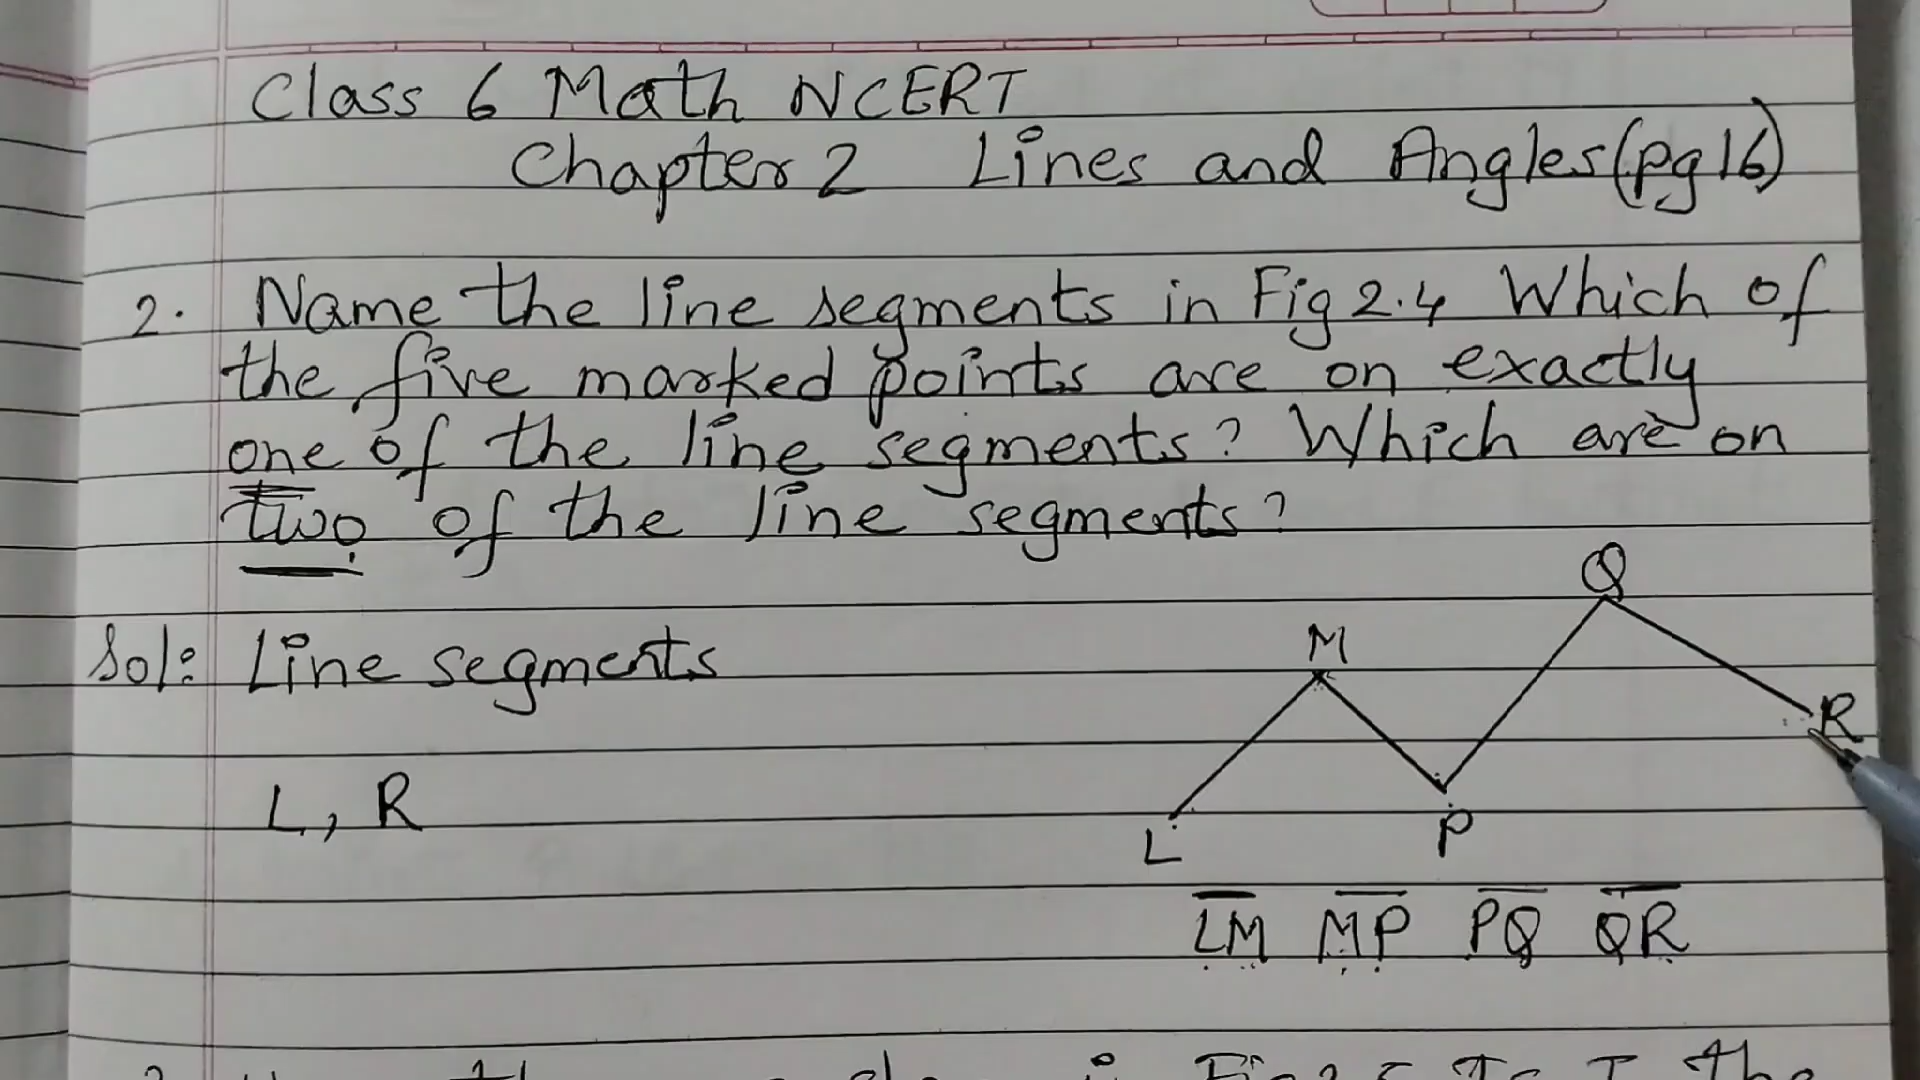 Class 6 Math NCERT
Chapter 2 Lines and Angles (pg 16)
2. Name the line segments in Fig 2.4 Which of
the five marked points are on exactly
one of the line segments? Which are on
two of the line segments?
Sol: Line segments
Q
M
R
L, R
L
P
LM MP PQ QR